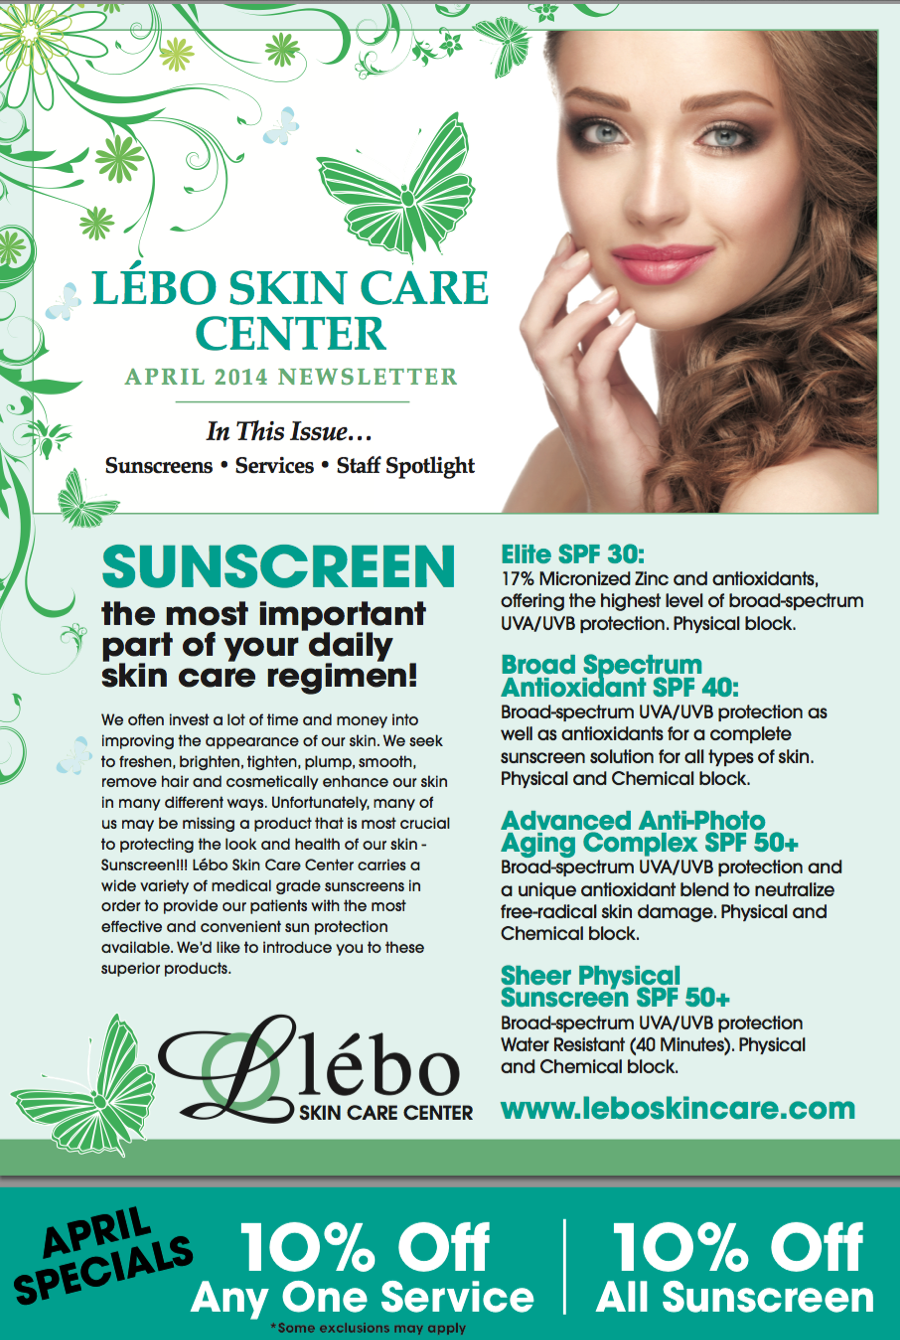 LÉBO SKIN CARE
CENTER
APRIL 2014 NEWSLETTER
In This Issue…
Sunscreens • Services • Staff Spotlight
SUNSCREEN
the most important
part of your daily
skin care regimen!
We often invest a lot of time and money into
improving the appearance of our skin. We seek
to freshen, brighten, tighten, plump, smooth,
remove hair and cosmetically enhance our skin
in many different ways. Unfortunately, many of
us may be missing a product that is most crucial
to protecting the look and health of our skin -
Sunscreen!!! Lébo Skin Care Center carries a
wide variety of medical grade sunscreens in
order to provide our patients with the most
effective and convenient sun protection
available. We'd like to introduce you to these
superior products.
L lébo
SKIN CARE CENTER
Elite SPF 30:
17% Micronized Zinc and antioxidants,
offering the highest level of broad-spectrum
UVA/UVB protection. Physical block.
Broad Spectrum
Antioxidant SPF 40:
Broad-spectrum UVA/UVB protection as
well as antioxidants for a complete
sunscreen solution for all types of skin.
Physical and Chemical block.
Advanced Anti-Photo
Aging Complex SPF 50+
Broad-spectrum UVA/UVB protection and
a unique antioxidant blend to neutralize
free-radical skin damage. Physical and
Chemical block.
Sheer Physical
Sunscreen SPF 50+
Broad-spectrum UVA/UVB protection
Water Resistant (40 Minutes). Physical
and Chemical block.
www.leboskincare.com
APRIL
SPECIALS
10% Off
Any One Service
*Some exclusions may apply
10% Off
All Sunscreen